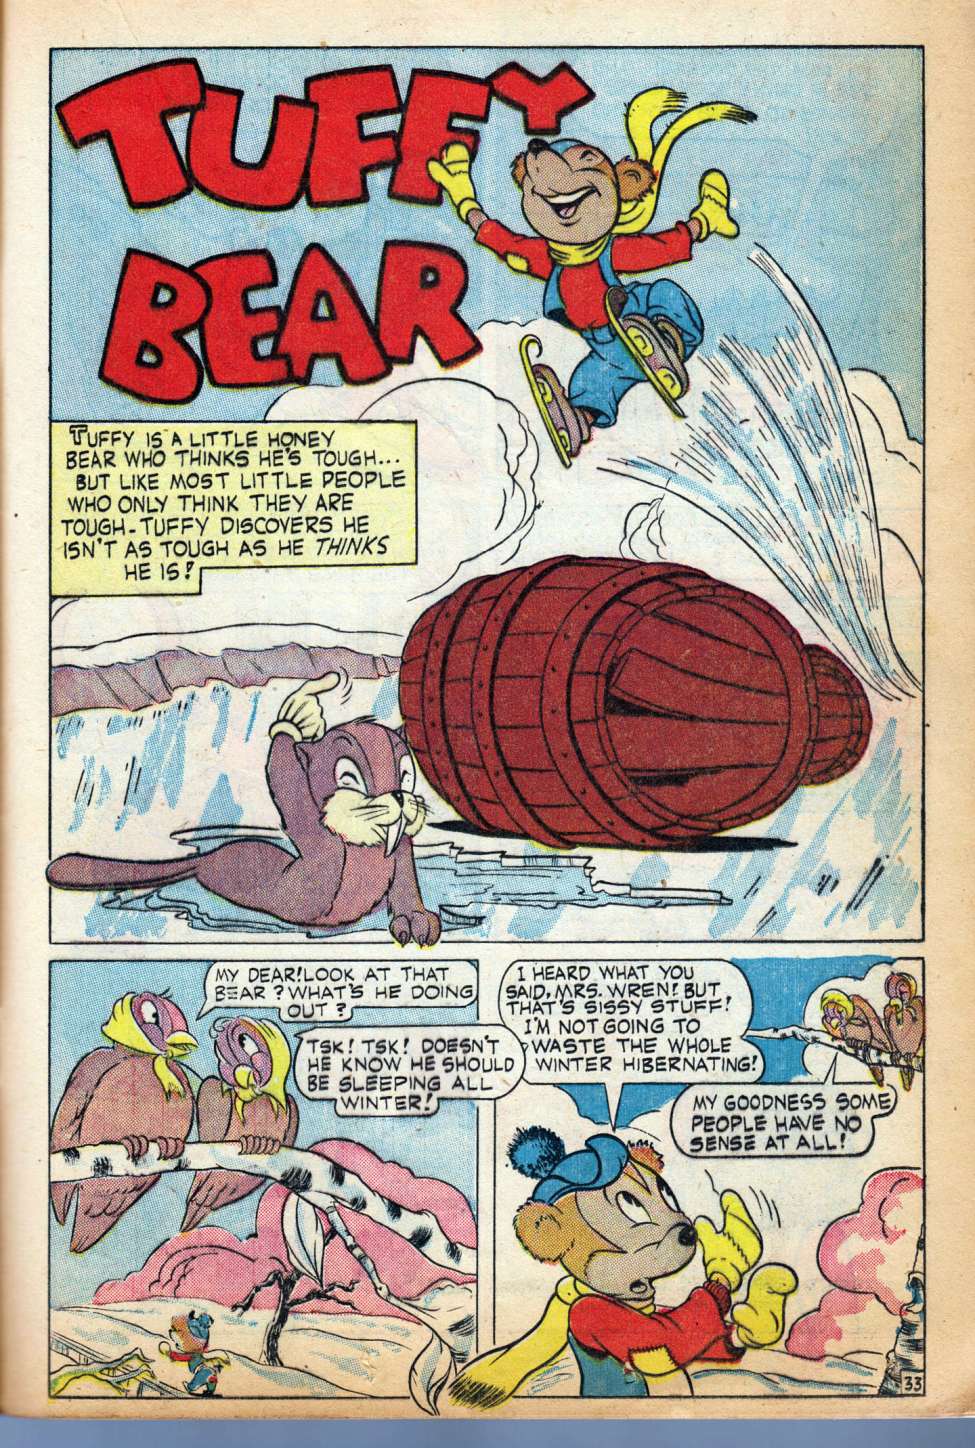 TUFFY
BEAR
TUFFY IS A LITTLE HONEY
BEAR WHO THINKS HE'S TOUGH...
BUT LIKE MOST LITTLE PEOPLE
WHO ONLY THINK THEY ARE
TOUGH-TUFFY DISCOVERS HE
ISN'T AS TOUGH AS HE THINKS
HE IS!
MY DEAR! LOOK AT THAT
BEAR? WHAT'S HE DOING
OUT?
TSK! TSK! DOESN'T
HE KNOW HE SHOULD
BE SLEEPING ALL
WINTER!
I HEARD WHAT YOU
SAID, MRS. WREN! BUT
THAT'S SISSY STUFF!
I'M NOT GOING TO
WASTE THE WHOLE
WINTER HIBERNATING!
MY GOODNESS SOME
PEOPLE HAVE NO
SENSE AT ALL!
33